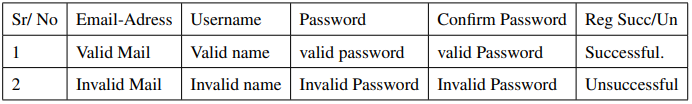 Sr/ No Email-Adress Username Password Confirm Password Reg Succ/Un
1 Valid Mail Valid name valid password valid Password Successful.
2 Invalid Mail Invalid name Invalid Password Invalid Password Unsuccessful